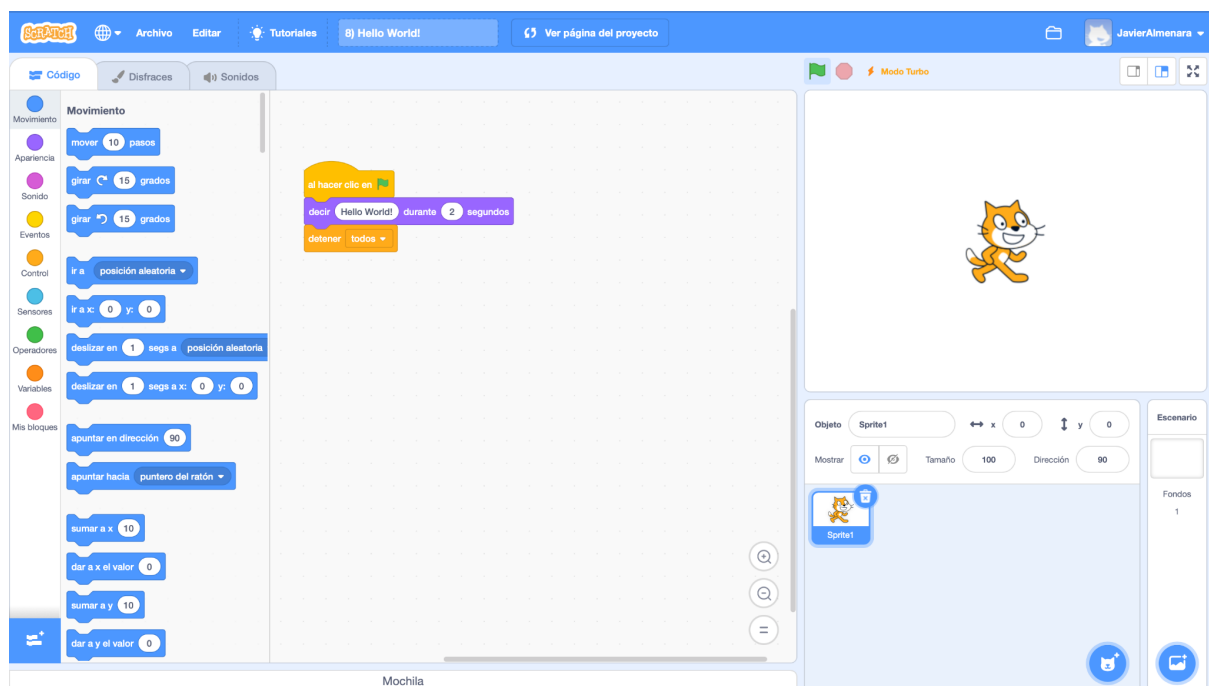 SCRATCH Archivo Editar Tutoriales 8) Hello World! Ver página del proyecto JavierAlmenara
Código Disfraces Sonidos Modo Turbo
Movimiento
Apariencia
Sonido
Eventos
Control
Sensores
Operadores
Variables
Mis bloques
Movimiento
mover 10 pasos
girar 15 grados
girar 15 grados
ir a posición aleatoria
ir a x: 0 y: 0
deslizar en 1 segs a posición aleatoria
deslizar en 1 segs a x: 0 y: 0
apuntar en dirección 90
apuntar hacia puntero del ratón
sumar a x 10
dar a x el valor 0
sumar a y 10
dar a y el valor 0
al hacer clic en
decir Hello World! durante 2 segundos
detener todos
Objeto Sprite1 x 0 y 0
Mostrar Tamaño 100 Dirección 90
Sprite1
Escenario
Fondos
1
Mochila